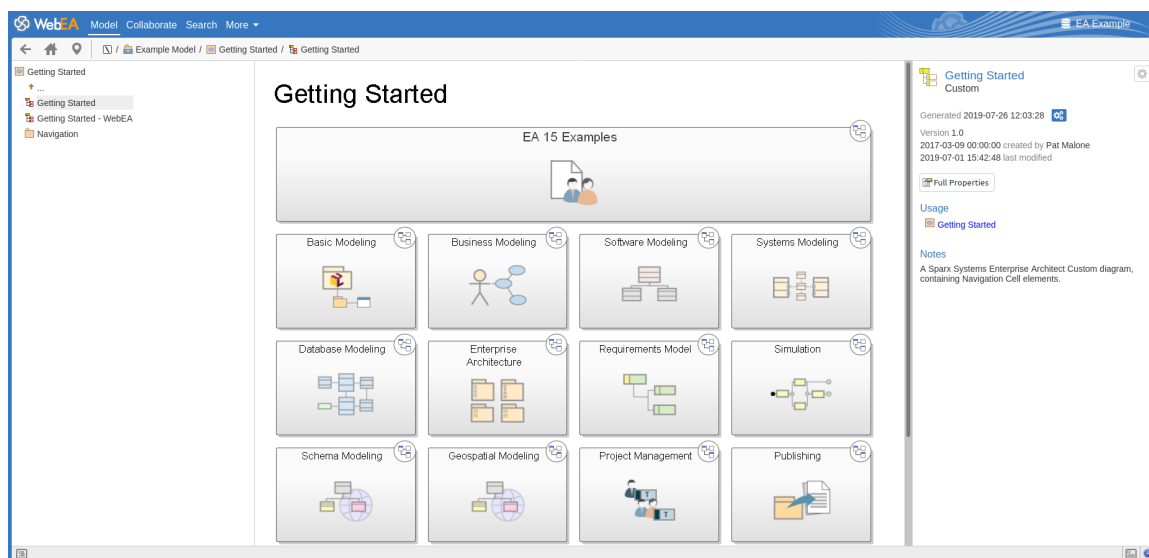 WebEA Model Collaborate Search More EA Example
/ Example Model / Getting Started / Getting Started
Getting Started
...
Getting Started
Getting Started - WebEA
Navigation
Getting Started
EA 15 Examples
Basic Modeling Business Modeling Software Modeling Systems Modeling
Database Modeling Enterprise Architecture Requirements Model Simulation
Schema Modeling Geospatial Modeling Project Management Publishing
T
T
Getting Started
Custom
Generated 2019-07-26 12:03:28
Version 1.0
2017-03-09 00:00:00 created by Pat Malone
2019-07-01 15:42:48 last modified
Full Properties
Usage
Getting Started
Notes
A Sparx Systems Enterprise Architect Custom diagram,
containing Navigation Cell elements.